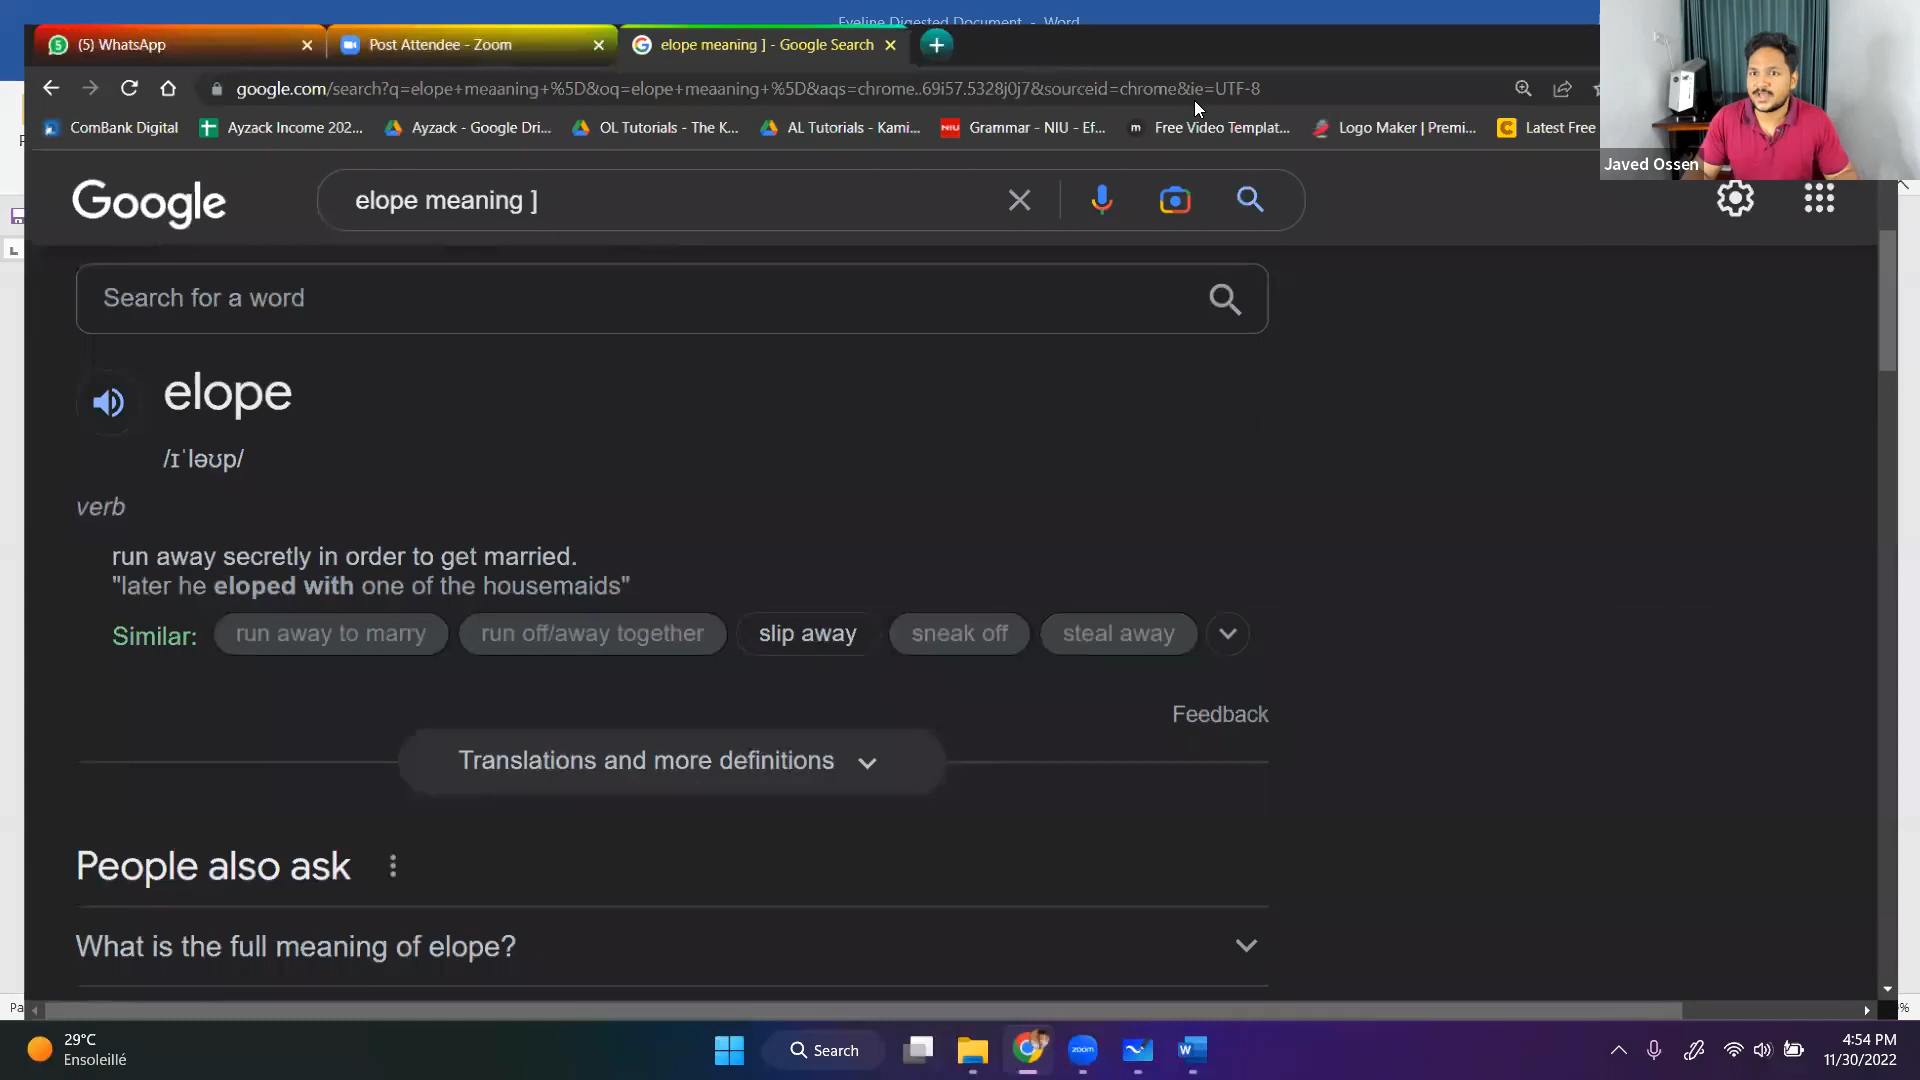 Eveline Digested Document - Word
(5) WhatsApp
Post Attendee - Zoom
elope meaning ] - Google Search
google.com/search?q=elope+meaaning+%5D&oq=elope+meaaning+%5D&aqs=chrome..69i57.5328j0j7&sourceid=chrome&ie=UTF-8
ComBank Digital
Ayzack Income 202...
Ayzack - Google Dri...
OL Tutorials - The K...
AL Tutorials - Kami...
NIU
Grammar - NIU - Ef...
m
Free Video Templat...
Logo Maker | Premi...
Latest Free
Javed Ossen
Google
elope meaning ]
Search for a word
elope
/ɪˈləʊp/
verb
run away secretly in order to get married.
"later he eloped with one of the housemaids"
Similar:
run away to marry
run off/away together
slip away
sneak off
steal away
Feedback
Translations and more definitions
People also ask
What is the full meaning of elope?
Pa
29°C
Ensoleillé
Search
zoom
4:54 PM
11/30/2022